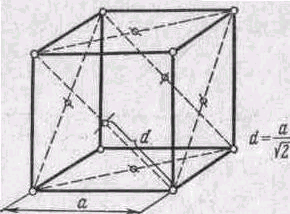 d
d = a/√2
a